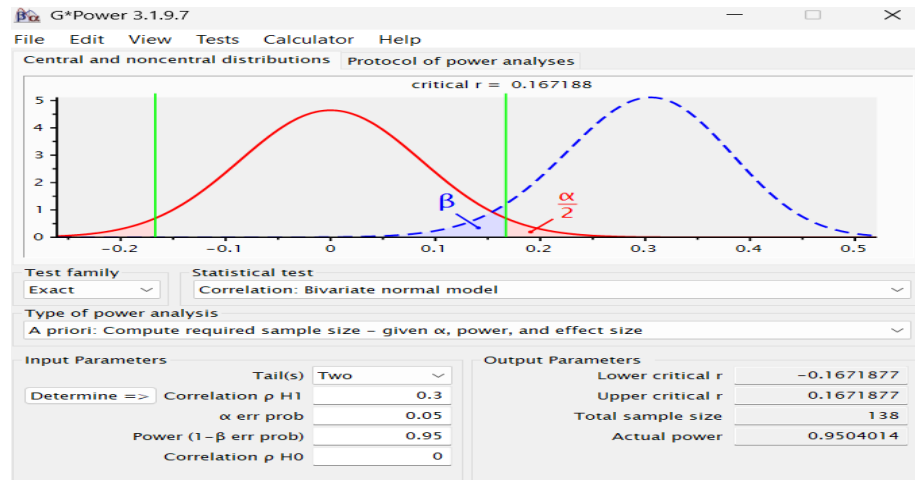 G*Power 3.1.9.7
File Edit View Tests Calculator Help
Central and noncentral distributions Protocol of power analyses
critical r = 0.167188
5
4
3
2
1
0
β
α
2
-0.2 -0.1 0 0.1 0.2 0.3 0.4 0.5
Test family Statistical test
Exact Correlation: Bivariate normal model
Type of power analysis
A priori: Compute required sample size – given α, power, and effect size
Input Parameters Output Parameters
Tail(s) Two Lower critical r -0.1671877
Determine => Correlation ρ H1 0.3 Upper critical r 0.1671877
α err prob 0.05 Total sample size 138
Power (1-β err prob) 0.95 Actual power 0.9504014
Correlation ρ H0 0